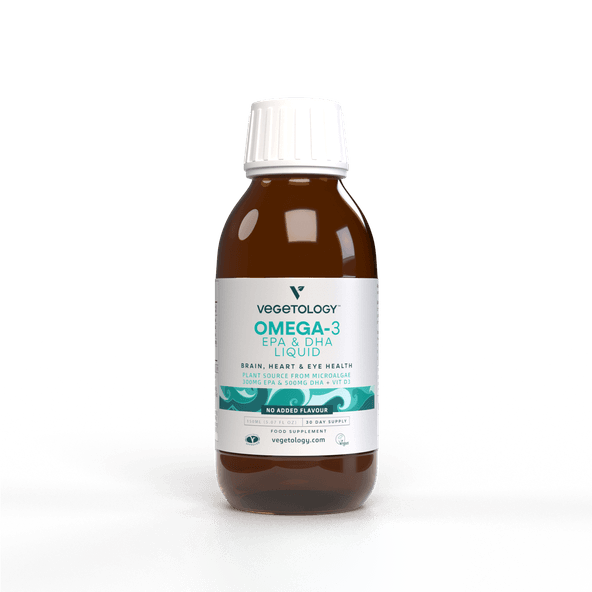 VEGETOLOGY™
OMEGA-3
EPA & DHA
LIQUID
BRAIN, HEART & EYE HEALTH
PLANT SOURCE FROM MICROALGAE
300MG EPA & 500MG DHA + VIT D3
NO ADDED FLAVOUR
30 DAY SUPPLY
FOOD SUPPLEMENT
vegetology.com